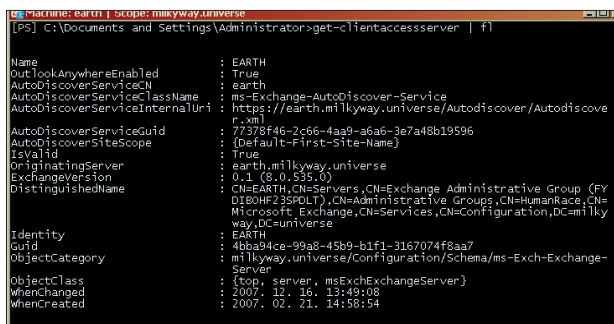 Machine: earth | Scope: milkyway.universe
[PS] C:\Documents and Settings\Administrator>get-clientaccessserver | fl
Name : EARTH
OutlookAnywhereEnabled : True
AutoDiscoverServiceCN : earth
AutoDiscoverServiceClassName : ms-Exchange-AutoDiscover-Service
AutoDiscoverServiceInternalUri : https://earth.milkyway.universe/Autodiscover/Autodiscove
r.xml
AutoDiscoverServiceGuid : 77378f46-2c66-4aa9-a6a6-3e7a48b19596
AutoDiscoverSiteScope : {Default-First-Site-Name}
IsValid : True
OriginatingServer : earth.milkyway.universe
ExchangeVersion : 0.1 (8.0.535.0)
DistinguishedName : CN=EARTH,CN=Servers,CN=Exchange Administrative Group (FY
DIBOHF23SPDLT),CN=Administrative Groups,CN=HumanRace,CN=
Microsoft Exchange,CN=Services,CN=Configuration,DC=milky
way,DC=universe
Identity : EARTH
Guid : 4bba94ce-99a8-45b9-b1f1-3167074f8aa7
ObjectCategory : milkyway.universe/Configuration/Schema/ms-Exch-Exchange-
Server
ObjectClass : {top, server, msExchExchangeServer}
WhenChanged : 2007. 12. 16. 13:49:08
WhenCreated : 2007. 02. 21. 14:58:54